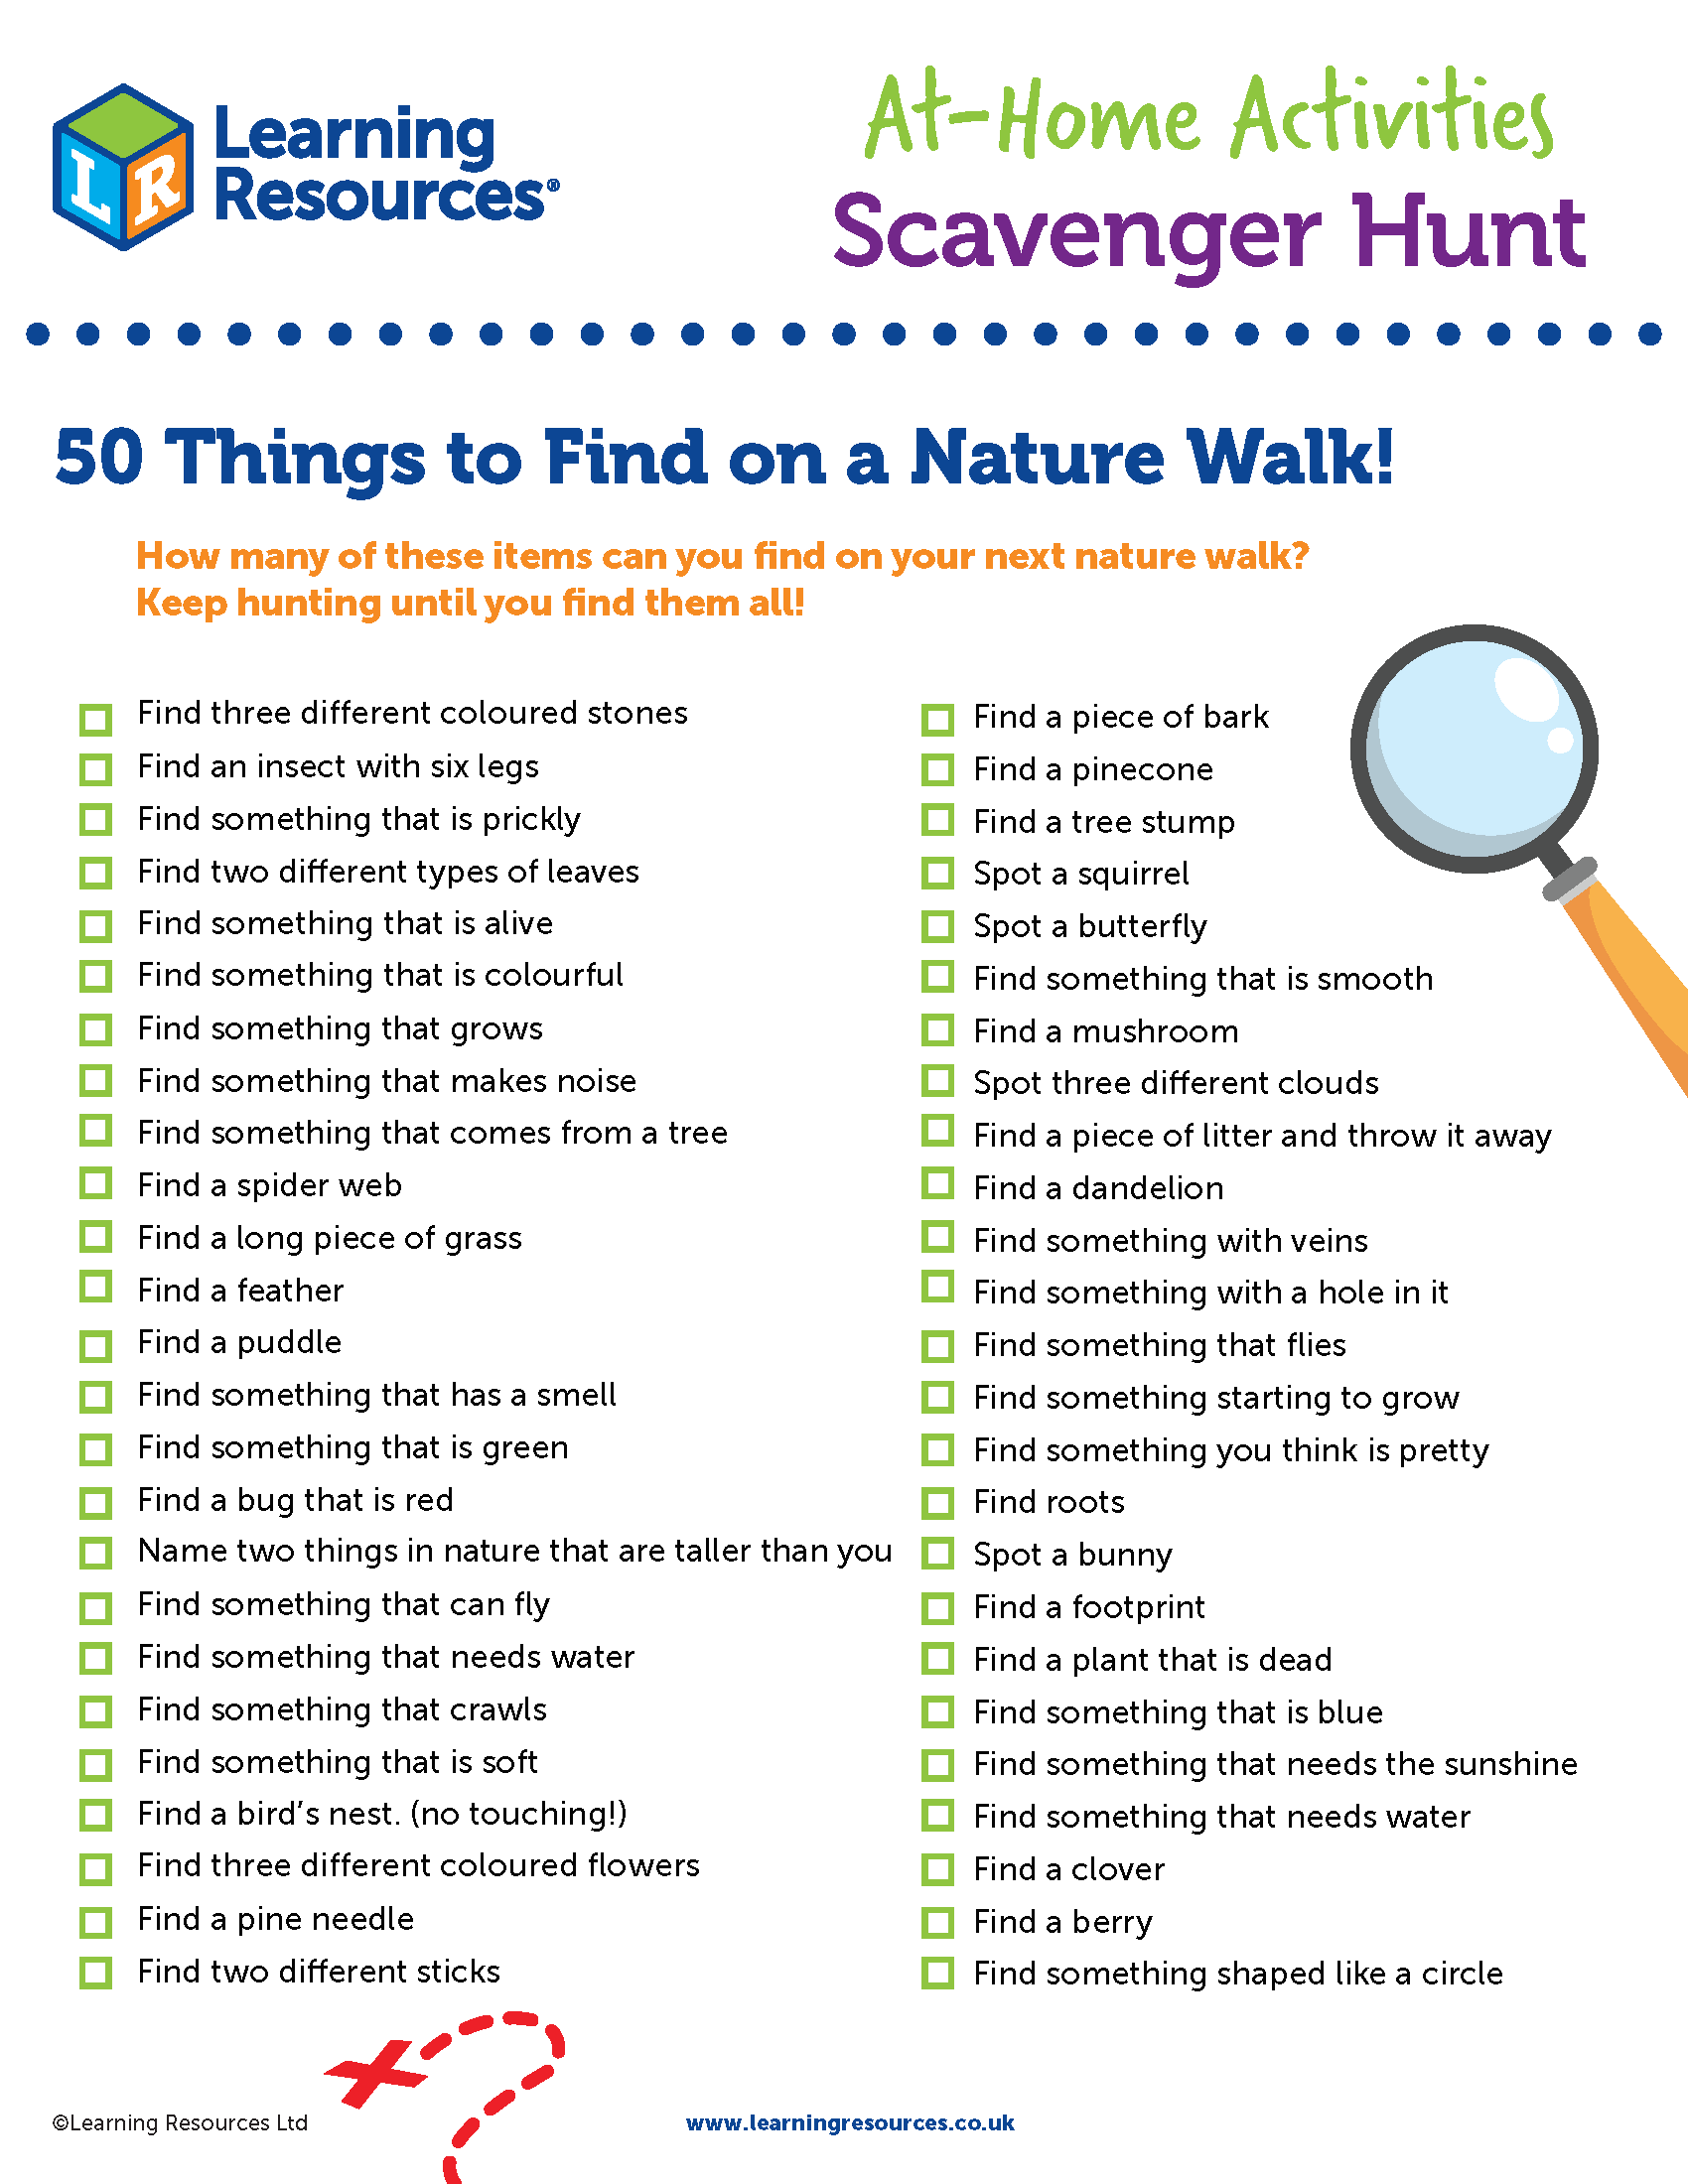 LR Learning
Resources®
At-Home Activities
Scavenger Hunt
50 Things to Find on a Nature Walk!
How many of these items can you find on your next nature walk?
Keep hunting until you find them all!
Find three different coloured stones
Find an insect with six legs
Find something that is prickly
Find two different types of leaves
Find something that is alive
Find something that is colourful
Find something that grows
Find something that makes noise
Find something that comes from a tree
Find a spider web
Find a long piece of grass
Find a feather
Find a puddle
Find something that has a smell
Find something that is green
Find a bug that is red
Name two things in nature that are taller than you
Find something that can fly
Find something that needs water
Find something that crawls
Find something that is soft
Find a bird’s nest. (no touching!)
Find three different coloured flowers
Find a pine needle
Find two different sticks
Find a piece of bark
Find a pinecone
Find a tree stump
Spot a squirrel
Spot a butterfly
Find something that is smooth
Find a mushroom
Spot three different clouds
Find a piece of litter and throw it away
Find a dandelion
Find something with veins
Find something with a hole in it
Find something that flies
Find something starting to grow
Find something you think is pretty
Find roots
Spot a bunny
Find a footprint
Find a plant that is dead
Find something that is blue
Find something that needs the sunshine
Find something that needs water
Find a clover
Find a berry
Find something shaped like a circle
©Learning Resources Ltd
www.learningresources.co.uk